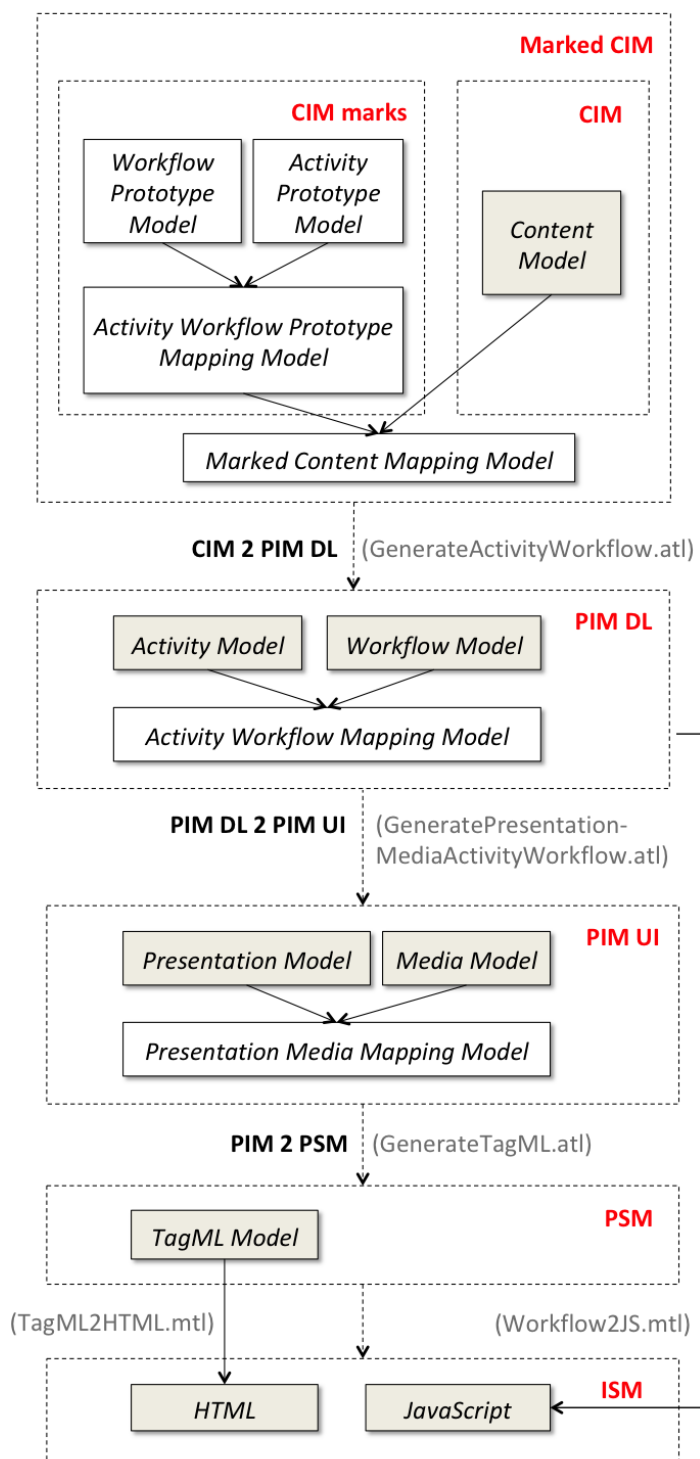 Marked CIM
CIM marks
CIM
Workflow
Prototype
Model
Activity
Prototype
Model
Content
Model
Activity Workflow Prototype
Mapping Model
Marked Content Mapping Model
CIM 2 PIM DL
(GenerateActivityWorkflow.atl)
PIM DL
Activity Model
Workflow Model
Activity Workflow Mapping Model
PIM DL 2 PIM UI
(GeneratePresentation-
MediaActivityWorkflow.atl)
PIM UI
Presentation Model
Media Model
Presentation Media Mapping Model
PIM 2 PSM
(GenerateTagML.atl)
PSM
TagML Model
(TagML2HTML.mtl)
(Workflow2JS.mtl)
ISM
HTML
JavaScript